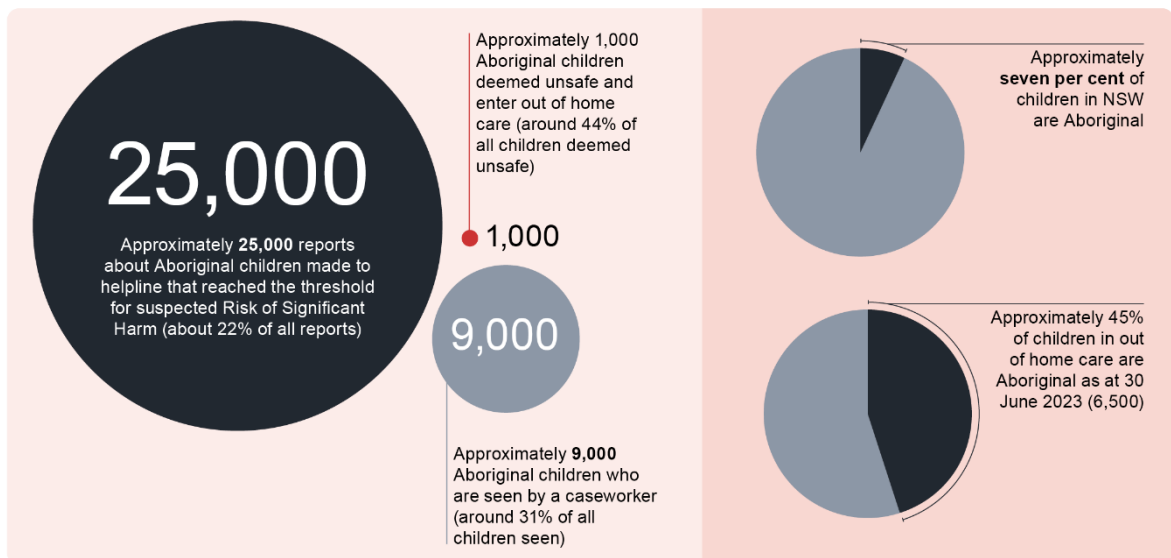 25,000
Approximately 25,000 reports
about Aboriginal children made to
helpline that reached the threshold
for suspected Risk of Significant
Harm (about 22% of all reports)
Approximately 1,000
Aboriginal children
deemed unsafe and
enter out of home
care (around 44% of
all children deemed
unsafe)
1,000
9,000
Approximately 9,000
Aboriginal children who
are seen by a caseworker
(around 31% of all
children seen)
Approximately
seven per cent of
children in NSW
are Aboriginal
Approximately 45%
of children in out
of home care are
Aboriginal as at 30
June 2023 (6,500)